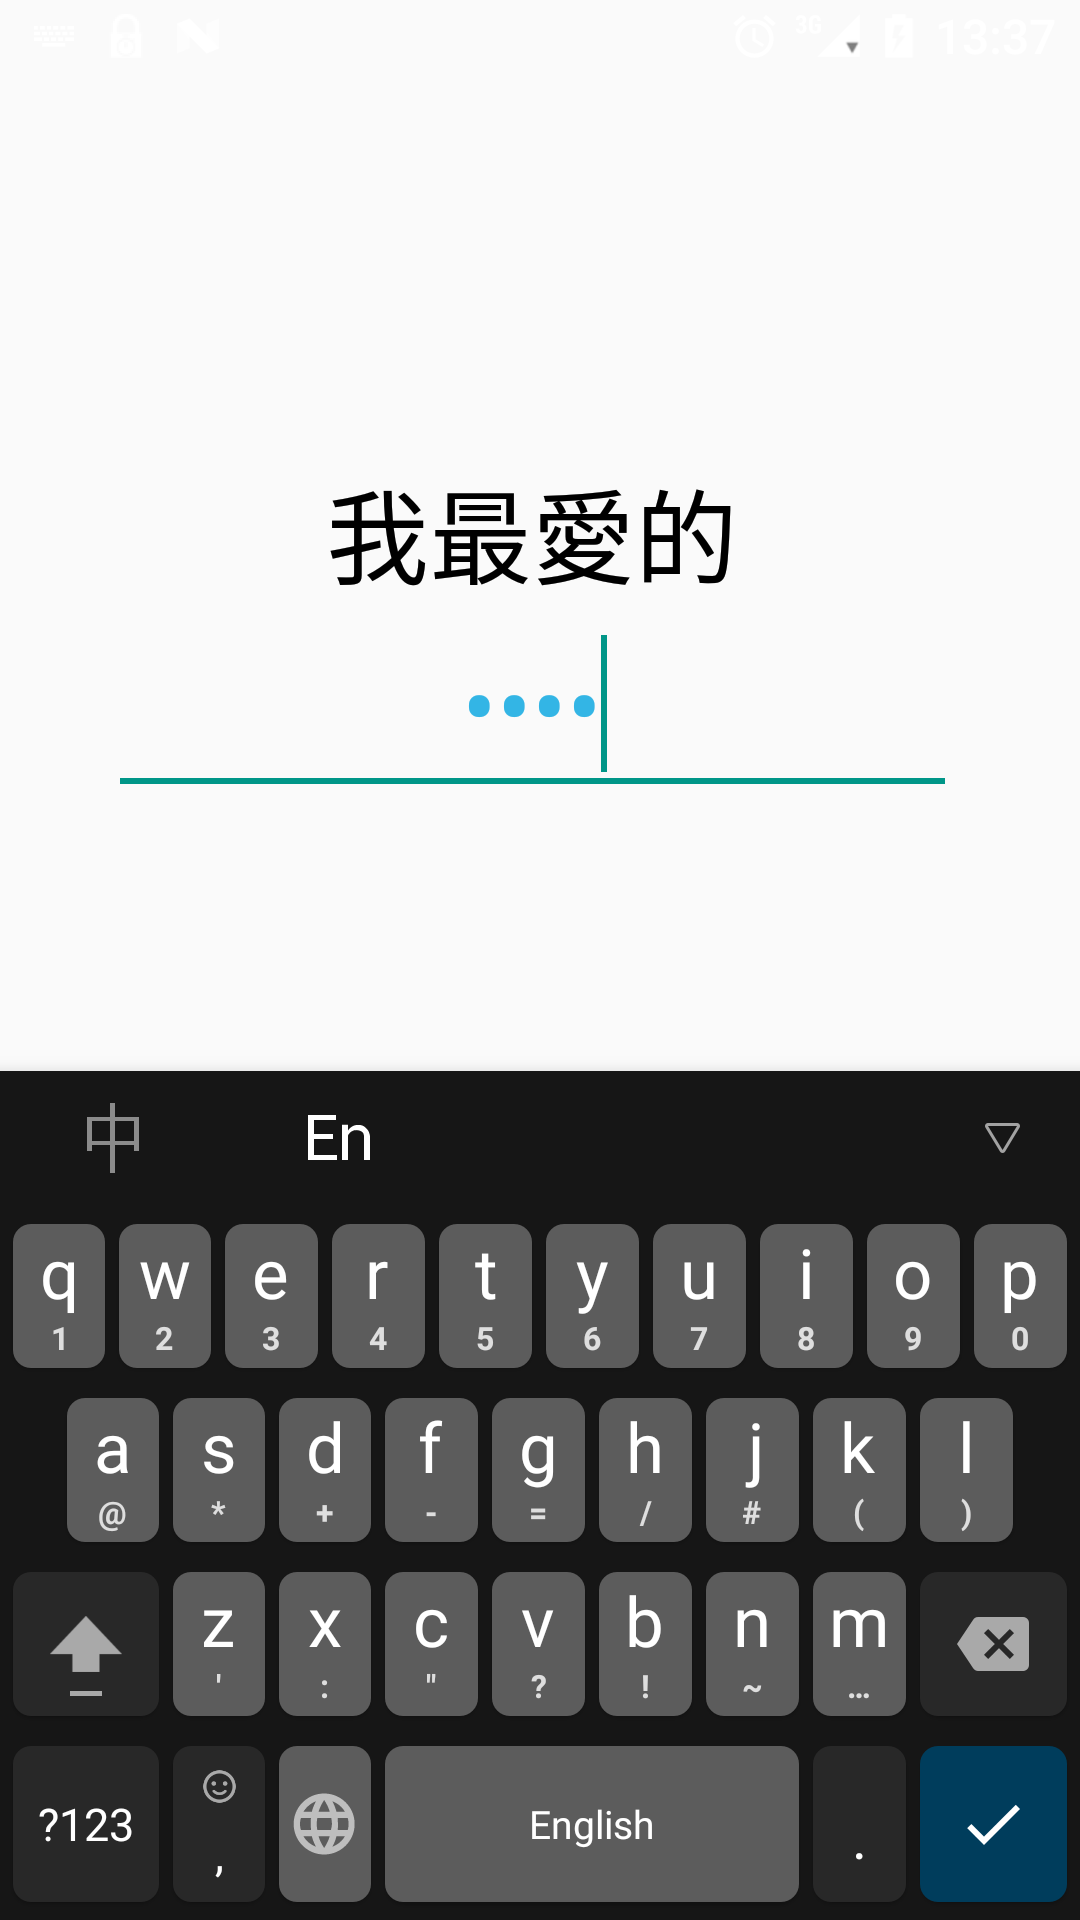 3G 13:37
我最愛的
••••
中 En
q w e r t y u i o p
1 2 3 4 5 6 7 8 9 0
a s d f g h j k l
@ * + - = / # ( )
z x c v b n m
' : " ? ! ~ …
?123 , English .